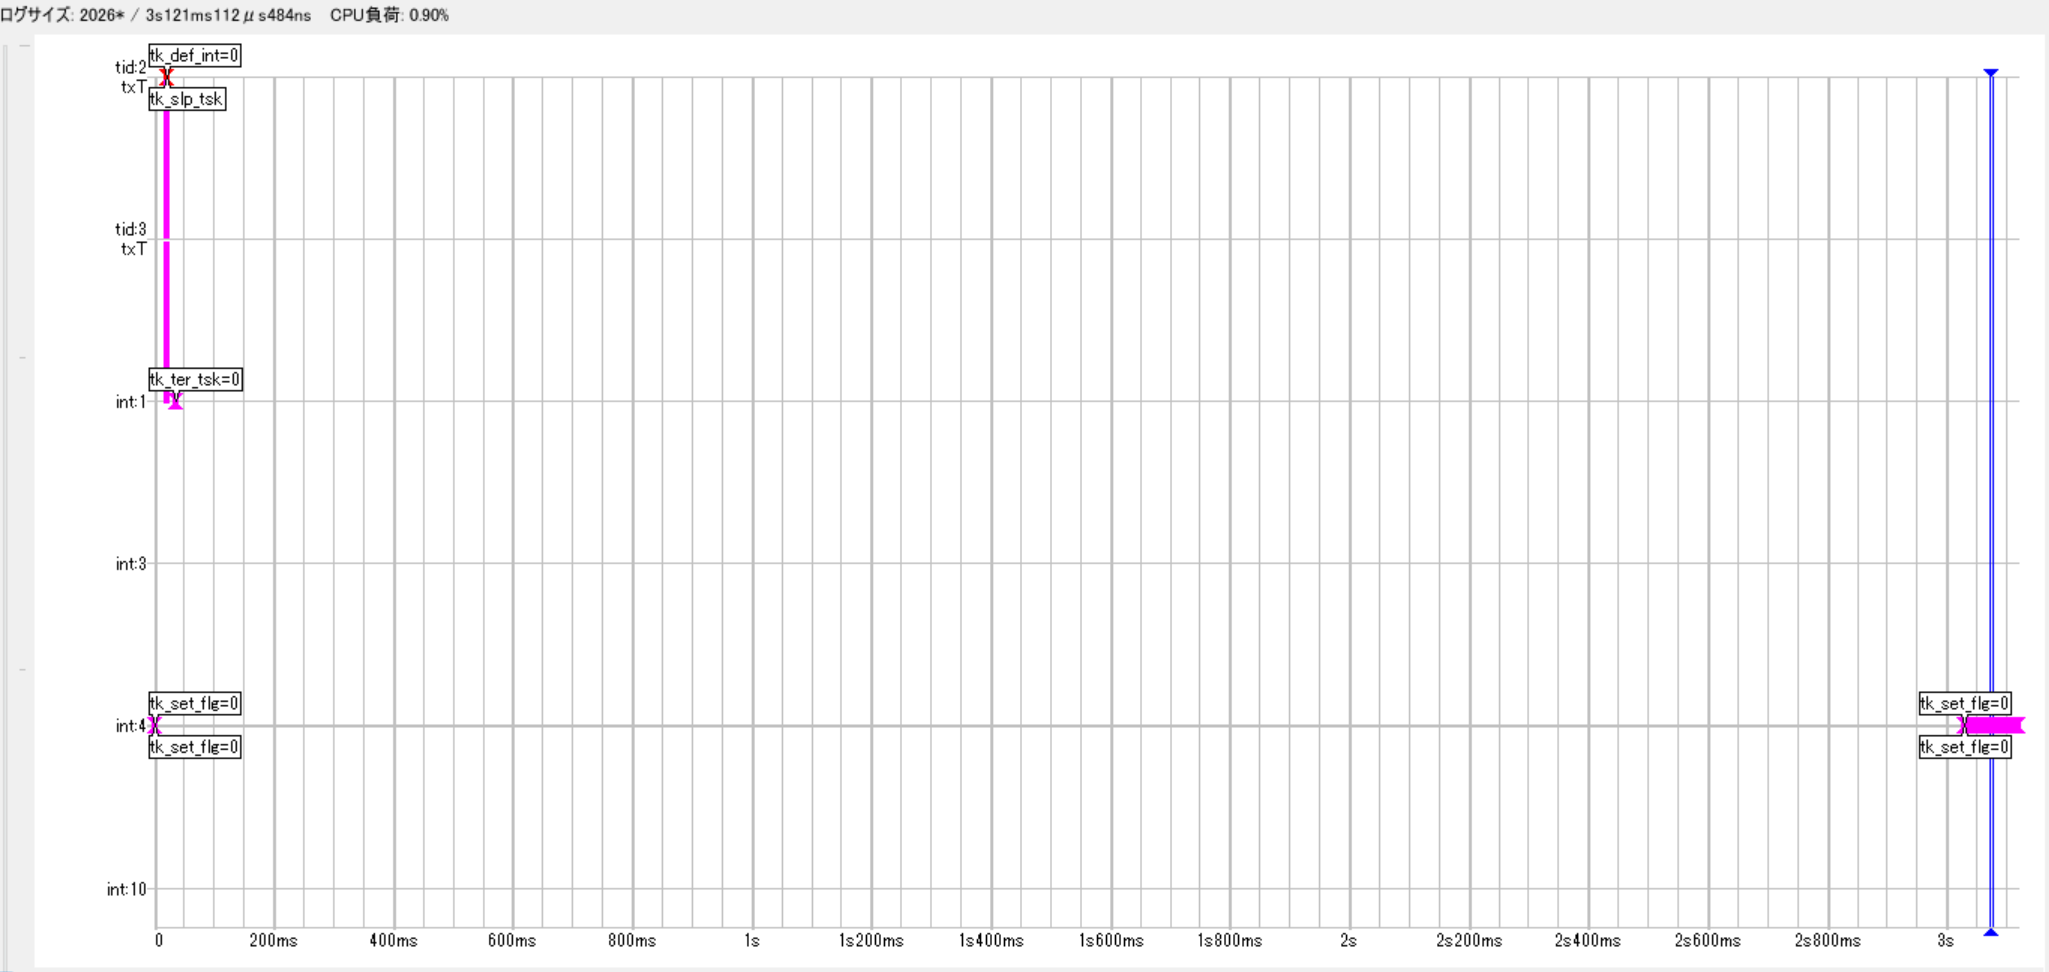 ログサイズ: 2026* / 3s121ms112μs484ns CPU負荷: 0.90%
tk_def_int=0
tid:2
txT
tk_slp_tsk
tid:3
txT
tk_ter_tsk=0
int:1
int:3
tk_set_flg=0 tk_set_flg=0
int:4
tk_set_flg=0 tk_set_flg=0
int:10
0 200ms 400ms 600ms 800ms 1s 1s200ms 1s400ms 1s600ms 1s800ms 2s 2s200ms 2s400ms 2s600ms 2s800ms 3s